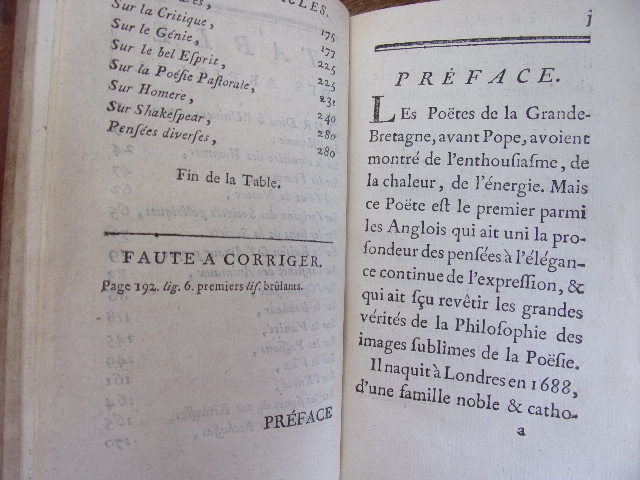 ICLES.
Sur la Critique, 175
Sur le Génie, 177
Sur le bel Eſprit, 225
Sur la Poéſie Paſtorale, 225
Sur Homere, 231
Sur Shakeſpear, 240
Penſées diverſes, 280
280
Fin de la Table.
FAUTE A CORRIGER.
Page 192. lig. 6. premiers liſ. brûlants.
PRÉFACE
j
PRÉFACE.
LEs Poëtes de la Grande-
Bretagne, avant Pope, avoient
montré de l'enthouſiaſme, de
la chaleur, de l'énergie. Mais
ce Poëte eſt le premier parmi
les Anglois qui ait uni la pro-
fondeur des penſées à l'élégan-
ce continue de l'expreſſion, &
qui ait ſçu revêtir les grandes
vérités de la Philoſophie des
images ſublimes de la Poëſie.
Il naquit à Londres en 1688,
d'une famille noble & catho-
a